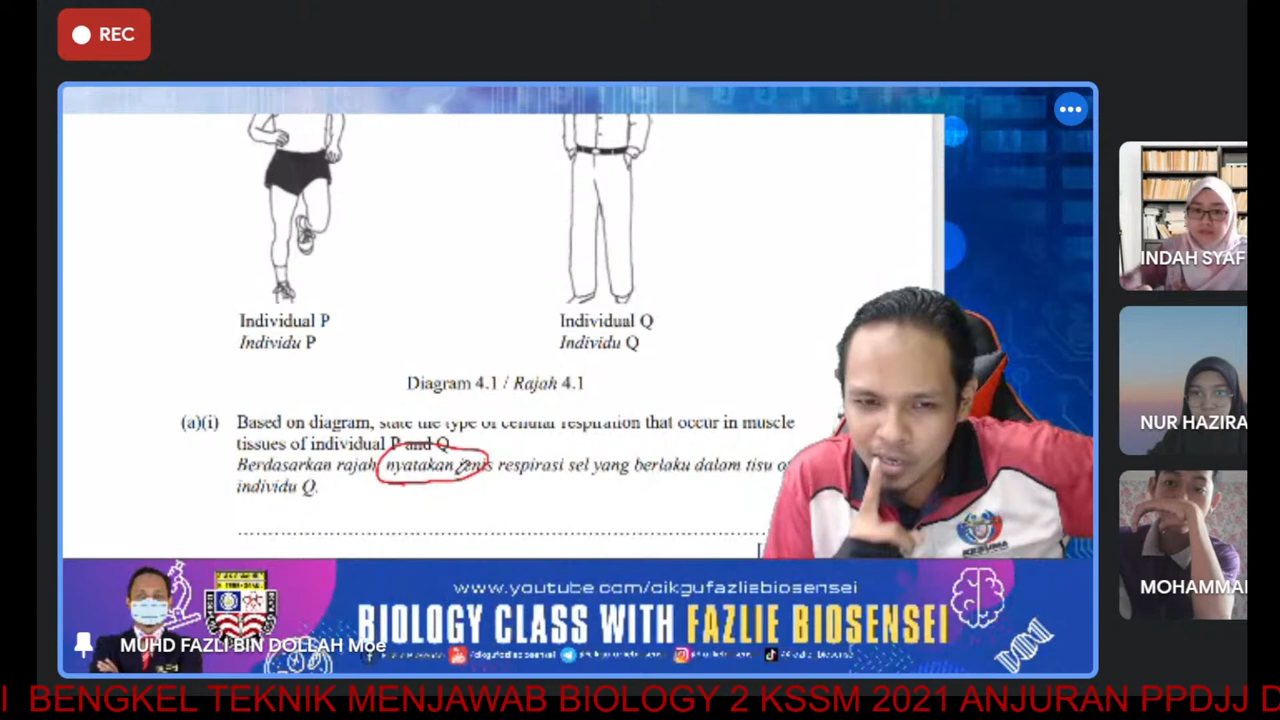 REC
Individual P
Individu P
Individual Q
Individu Q
Diagram 4.1 / Rajah 4.1
(a)(i) Based on diagram, state the type of cellular respiration that occur in muscle
tissues of individual P and Q
Berdasarkan rajah nyatakan jenis respirasi sel yang berlaku dalam tisu
individu Q.
INDAH SYAF
NUR HAZIRA
MOHAMMA
www.youtube.com/cikgufazliebiosensei
BIOLOGY CLASS WITH FAZLIE BIOSENSEI
MUHD FAZLI BIN DOLLAH Moe
I BENGKEL TEKNIK MENJAWAB BIOLOGY 2 KSSM 2021 ANJURAN PPDJJ D